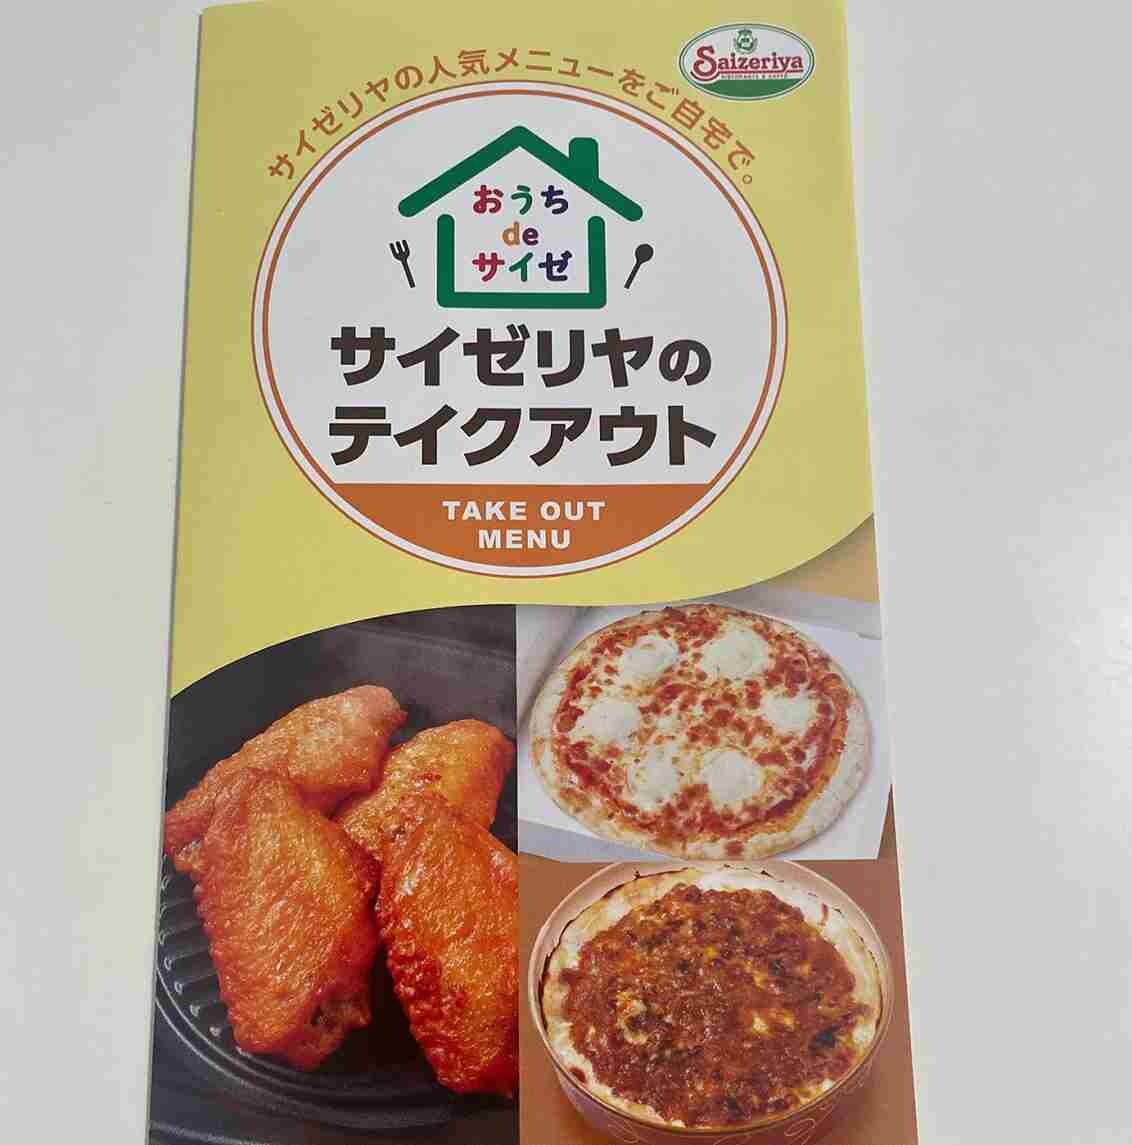 Saizeriya
RISTORANTE E CAFFÈ
サイゼリヤの人気メニューをご自宅で。
おうち
de
サイゼ
サイゼリヤの
テイクアウト
TAKE OUT
MENU